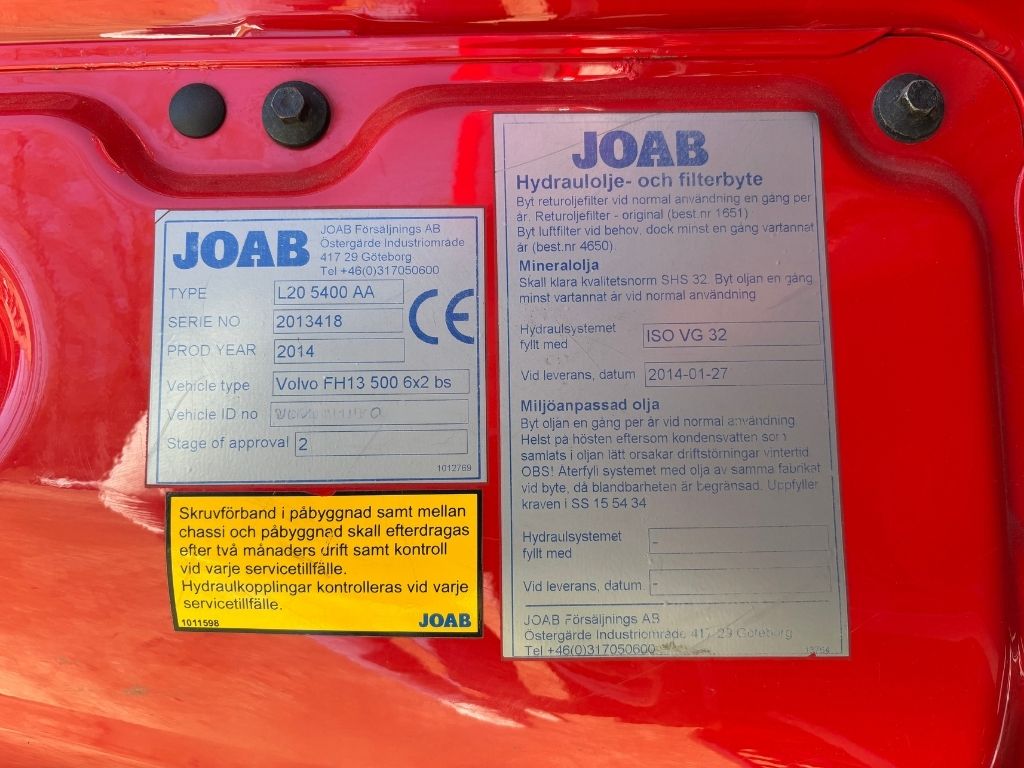 JOAB
JOAB Försäljnings AB
Östergärde Industriområde
417 29 Göteborg
Tel +46(0)317050600
TYPE L20 5400 AA
SERIE NO 2013418
PROD YEAR 2014
CE
Vehicle type Volvo FH13 500 6x2 bs
Vehicle ID no
Stage of approval 2
1012769
Skruvförband i påbyggnad samt mellan
chassi och påbyggnad skall efterdragas
efter två månaders drift samt kontroll
vid varje servicetillfälle.
Hydraulkopplingar kontrolleras vid varje
servicetillfälle.
1011598 JOAB
JOAB
Hydraulolje- och filterbyte
Byt returoljefilter vid normal användning en gång per
år. Returoljefilter - original (best.nr 1651)
Byt luftfilter vid behov, dock minst en gång vartannat
år (best.nr 4650).
Mineralolja
Skall klara kvalitetsnorm SHS 32. Byt oljan en gång
minst vartannat år vid normal användning
Hydraulsystemet
fyllt med ISO VG 32
Vid leverans, datum 2014-01-27
Miljöanpassad olja
Byt oljan en gång per år vid normal användning.
Helst på hösten eftersom kondensvatten som
samlats i oljan lätt orsakar driftstörningar vintertid.
OBS! Återfyll systemet med olja av samma fabrikat
vid byte, då blandbarheten är begränsad. Uppfyller
kraven i SS 15 54 34
Hydraulsystemet
fyllt med -
Vid leverans, datum -
JOAB Försäljnings AB
Östergärde Industriområde 417 29 Göteborg
Tel +46(0)317050600